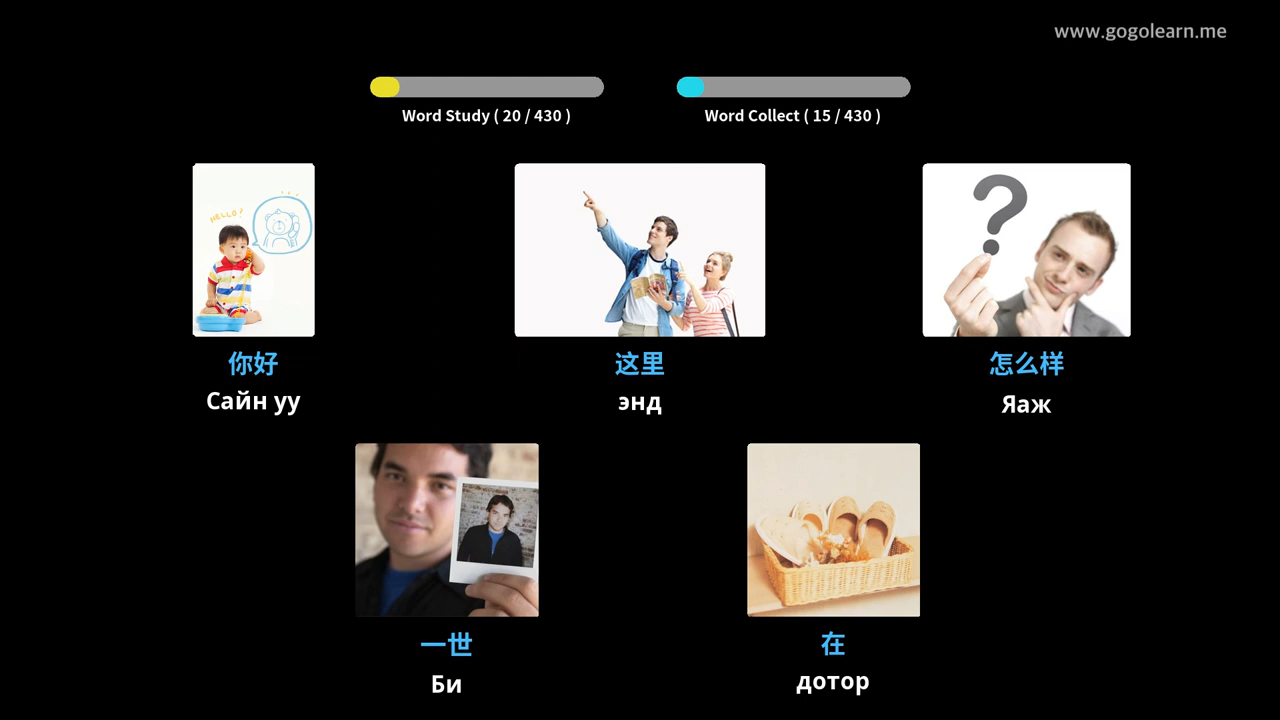 www.gogolearn.me
Word Study ( 20 / 430 )
Word Collect ( 15 / 430 )
HELLO?
你好
Сайн уу
这里
энд
怎么样
Яаж
一世
Би
在
дотор